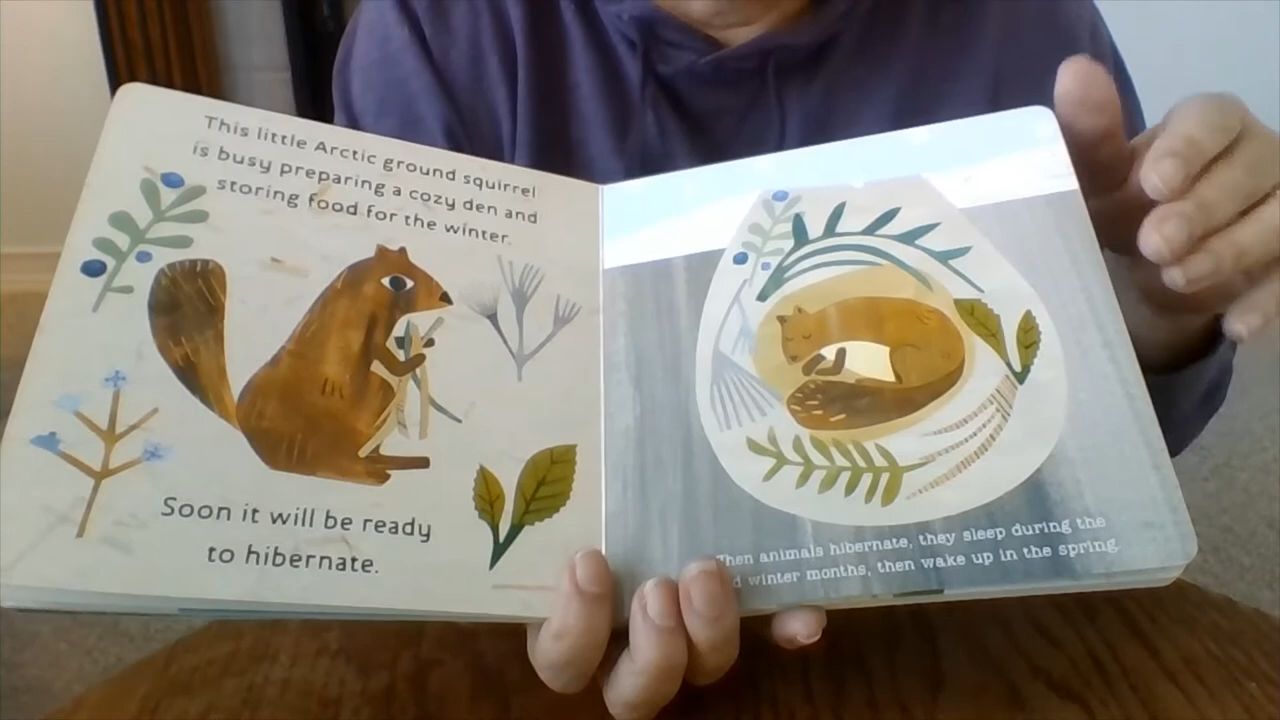 This little Arctic ground squirrel
is busy preparing a cozy den and
storing food for the winter.
Soon it will be ready
to hibernate.
animals hibernate, they sleep during the
winter months, then wake up in the spring.